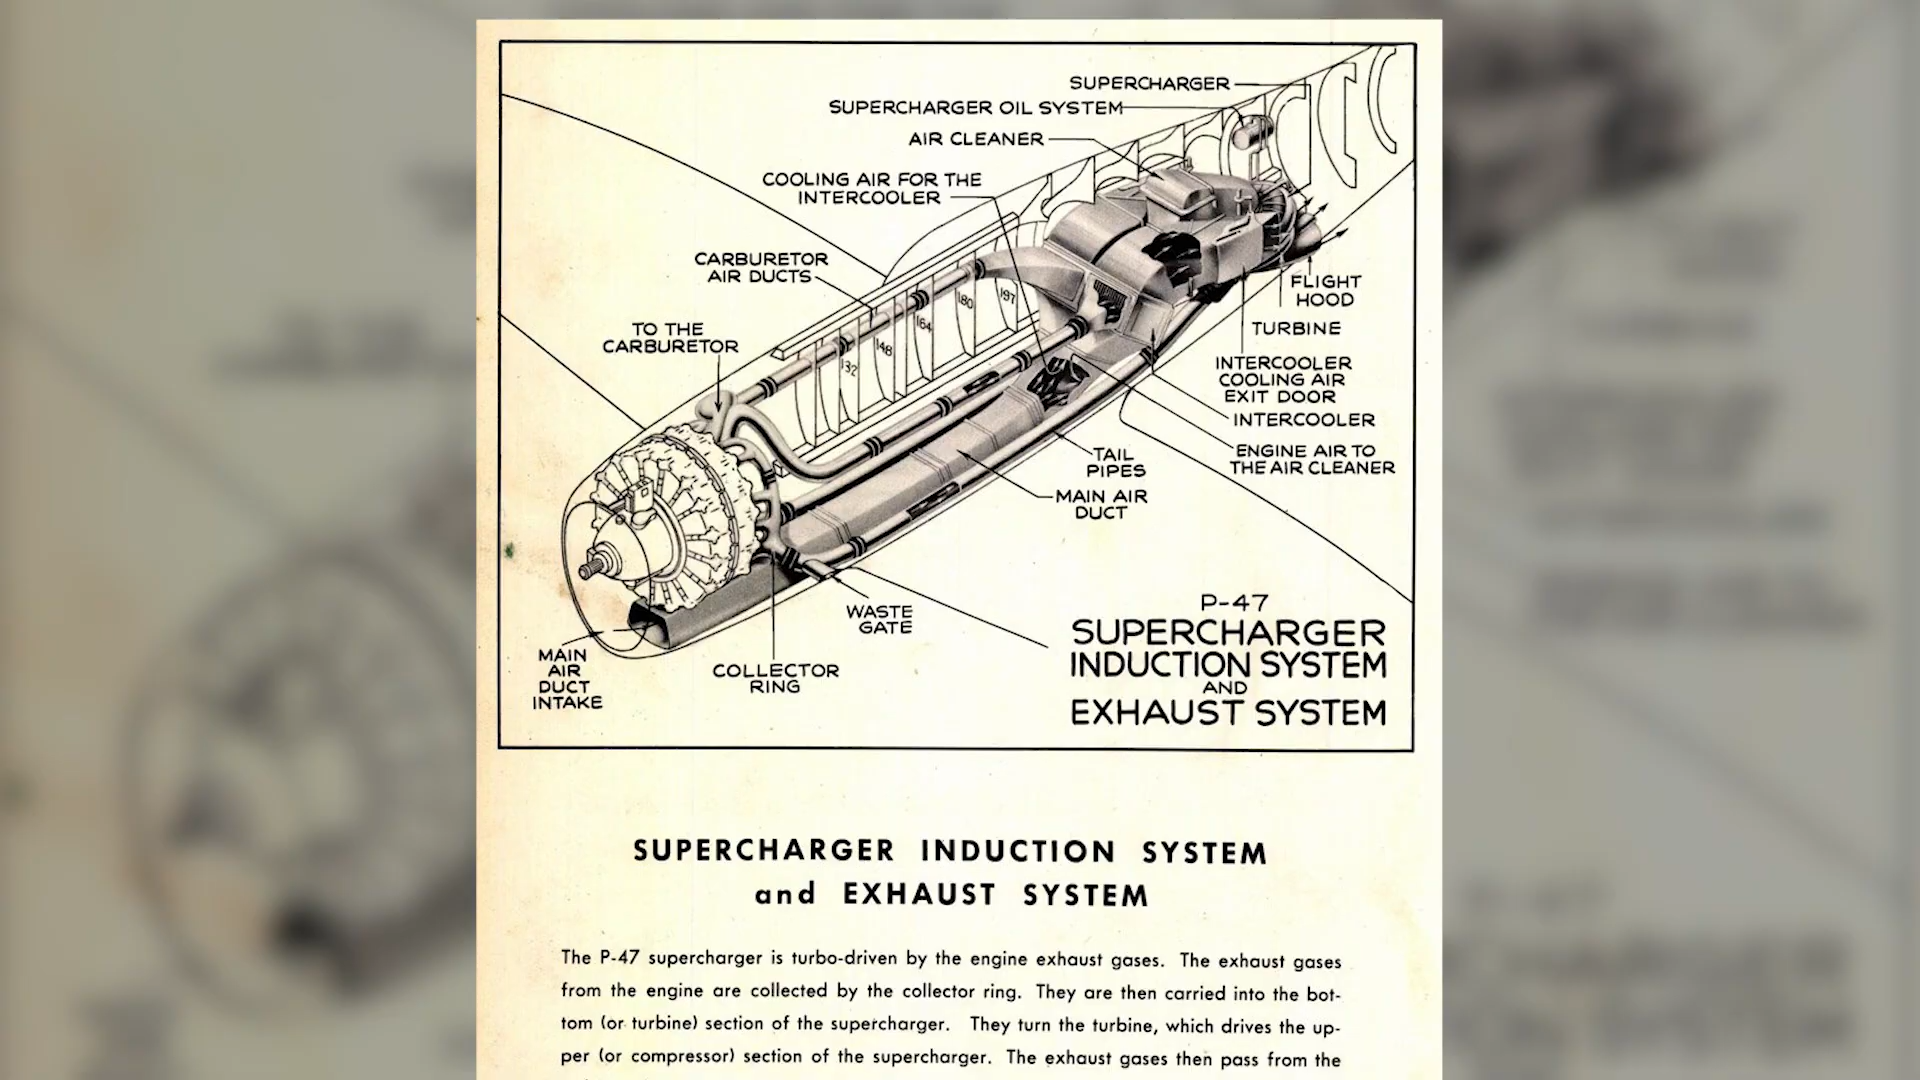 SUPERCHARGER
SUPERCHARGER OIL SYSTEM
AIR CLEANER
COOLING AIR FOR THE
INTERCOOLER
CARBURETOR
AIR DUCTS
TO THE
CARBURETOR
132
148
164
180
197
FLIGHT
HOOD
TURBINE
INTERCOOLER
COOLING AIR
EXIT DOOR
INTERCOOLER
ENGINE AIR TO
THE AIR CLEANER
TAIL
PIPES
MAIN AIR
DUCT
WASTE
GATE
COLLECTOR
RING
MAIN
AIR
DUCT
INTAKE
P-47
SUPERCHARGER
INDUCTION SYSTEM
AND
EXHAUST SYSTEM
SUPERCHARGER INDUCTION SYSTEM
and EXHAUST SYSTEM
The P-47 supercharger is turbo-driven by the engine exhaust gases. The exhaust gases
from the engine are collected by the collector ring. They are then carried into the bot-
tom (or turbine) section of the supercharger. They turn the turbine, which drives the up-
per (or compressor) section of the supercharger. The exhaust gases then pass from the